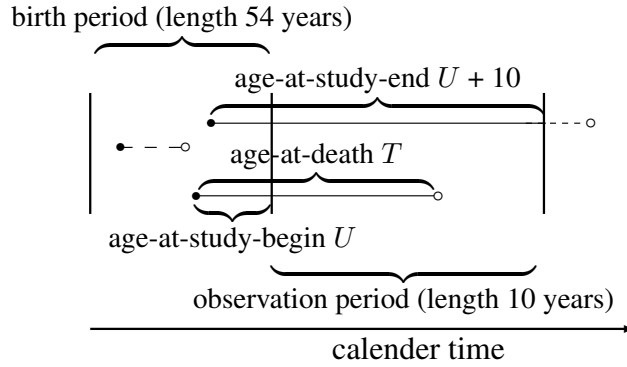 birth period (length 54 years)
age-at-study-end U + 10
age-at-death T
age-at-study-begin U
observation period (length 10 years)
calender time